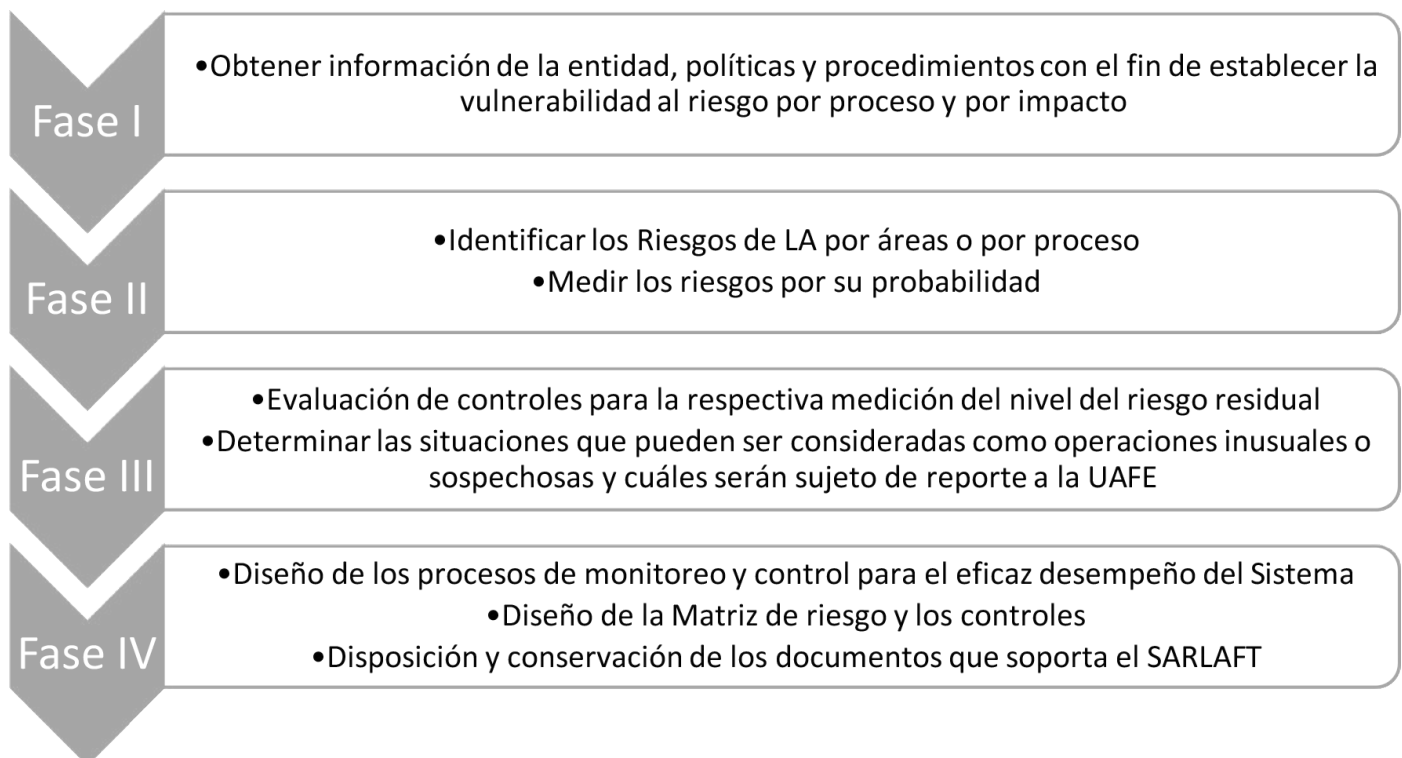 Fase I
•Obtener información de la entidad, políticas y procedimientos con el fin de establecer la
vulnerabilidad al riesgo por proceso y por impacto
Fase II
•Identificar los Riesgos de LA por áreas o por proceso
•Medir los riesgos por su probabilidad
Fase III
•Evaluación de controles para la respectiva medición del nivel del riesgo residual
•Determinar las situaciones que pueden ser consideradas como operaciones inusuales o
sospechosas y cuáles serán sujeto de reporte a la UAFE
Fase IV
•Diseño de los procesos de monitoreo y control para el eficaz desempeño del Sistema
•Diseño de la Matriz de riesgo y los controles
•Disposición y conservación de los documentos que soporta el SARLAFT